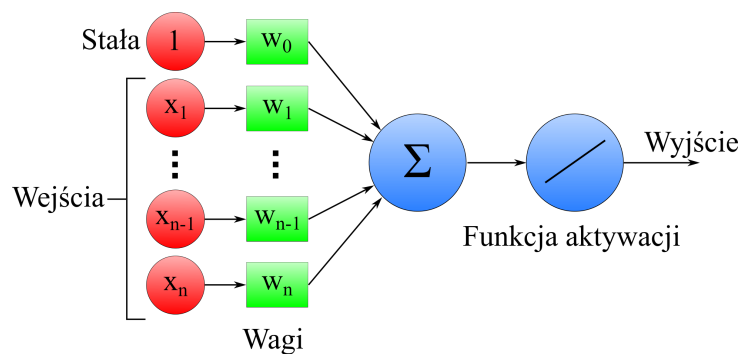 Stała 1 w0
x1 w1
Σ
Wyjście
Wejścia
xn-1 wn-1
Funkcja aktywacji
xn wn
Wagi